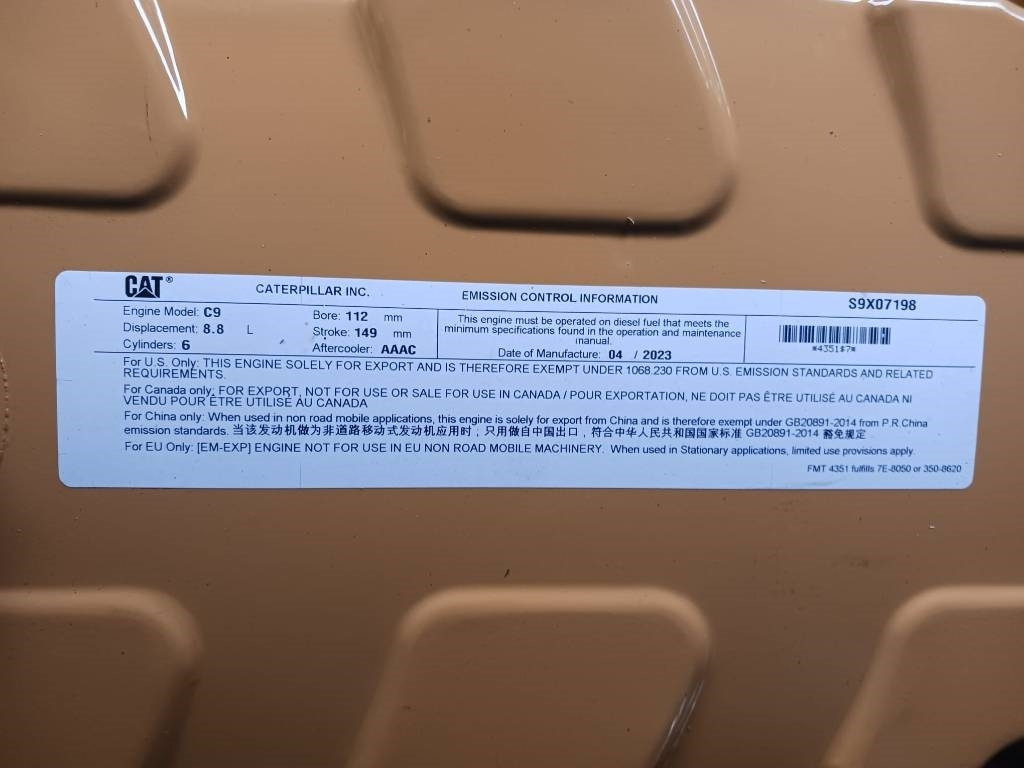 CAT® CATERPILLAR INC. EMISSION CONTROL INFORMATION S9X07198
Engine Model: C9 Bore: 112 mm
Displacement: 8.8 L Stroke: 149 mm
Cylinders: 6 Aftercooler: AAAC
This engine must be operated on diesel fuel that meets the
minimum specifications found in the operation and maintenance
manual.
Date of Manufacture: 04 / 2023
*4351$7*
For U.S. Only: THIS ENGINE SOLELY FOR EXPORT AND IS THEREFORE EXEMPT UNDER 1068.230 FROM U.S. EMISSION STANDARDS AND RELATED
REQUIREMENTS.
For Canada only; FOR EXPORT, NOT FOR USE OR SALE FOR USE IN CANADA / POUR EXPORTATION, NE DOIT PAS ÊTRE UTILISÉ AU CANADA NI
VENDU POUR ÊTRE UTILISÉ AU CANADA
For China only: When used in non road mobile applications, this engine is solely for export from China and is therefore exempt under GB20891-2014 from P.R.China
emission standards. 当该发动机做为非道路移动式发动机应用时，只用做自中国出口，符合中华人民共和国国家标准 GB20891-2014 豁免规定
For EU Only: [EM-EXP] ENGINE NOT FOR USE IN EU NON ROAD MOBILE MACHINERY. When used in Stationary applications, limited use provisions apply.
FMT 4351 fulfills 7E-8050 or 350-8620